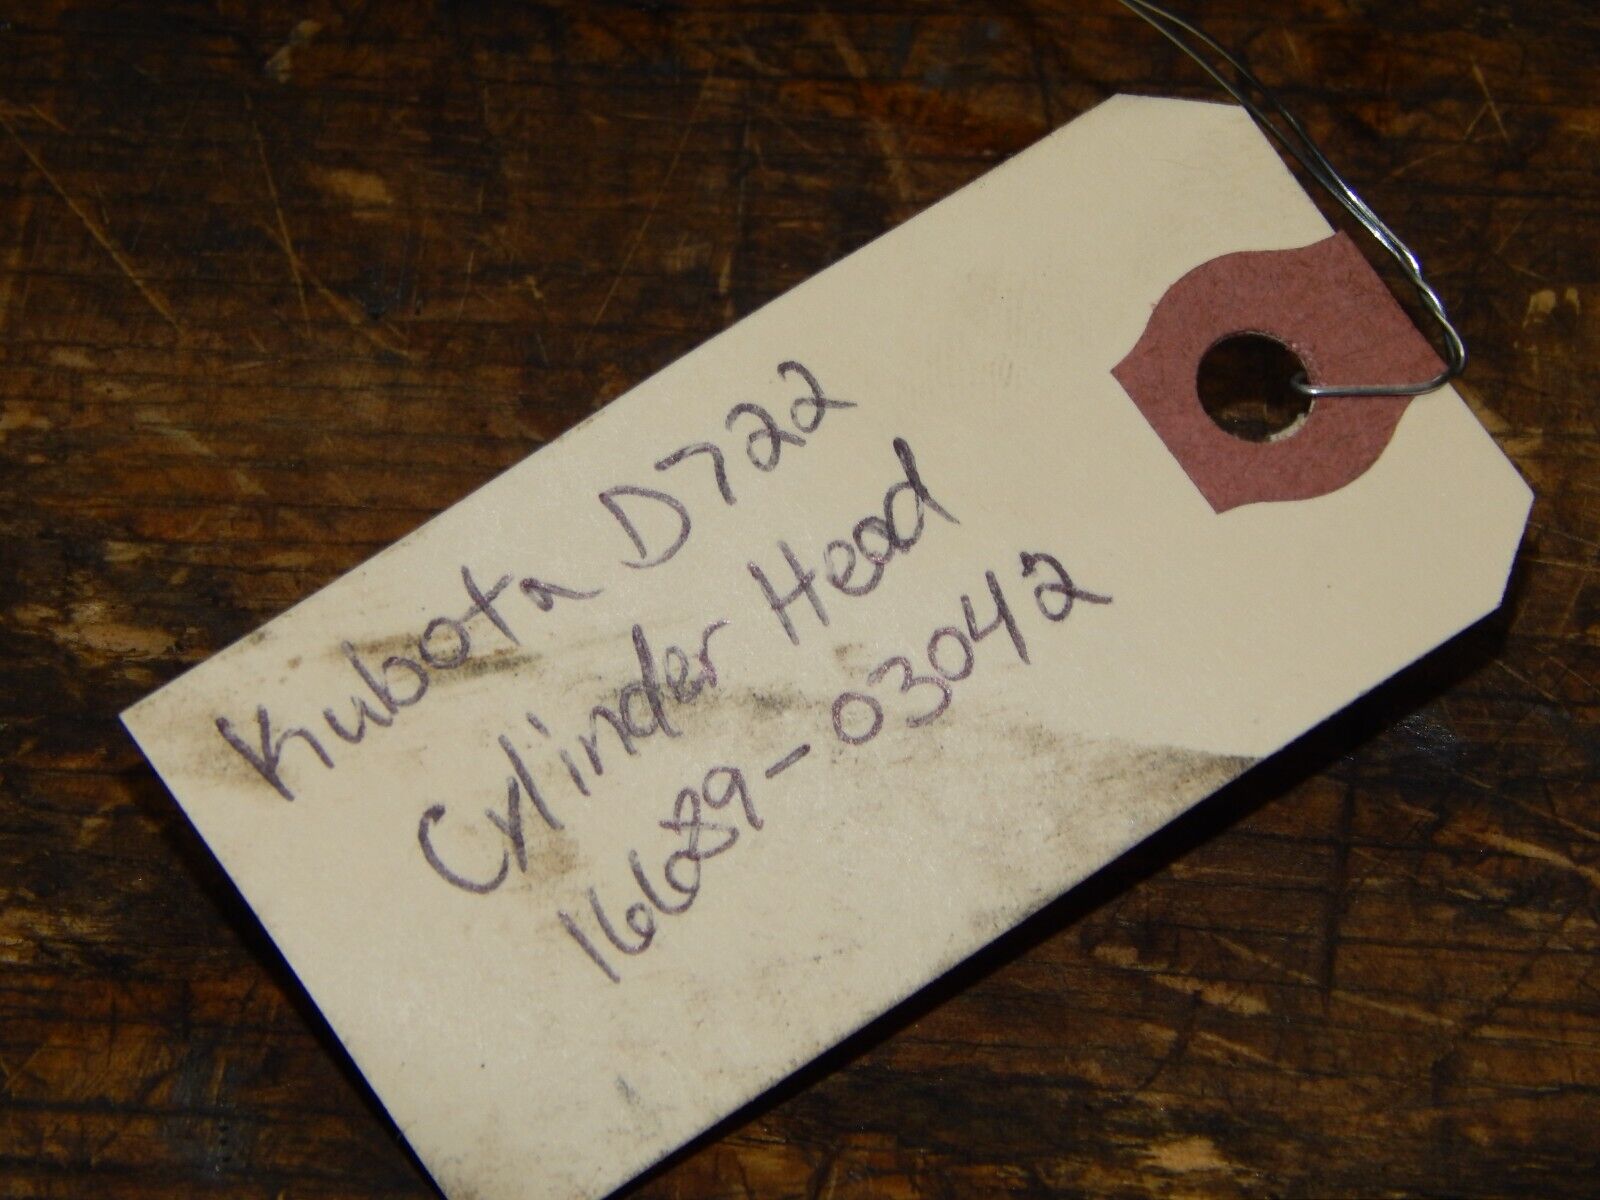 Kubota D722
Cylinder Head
16689-03042